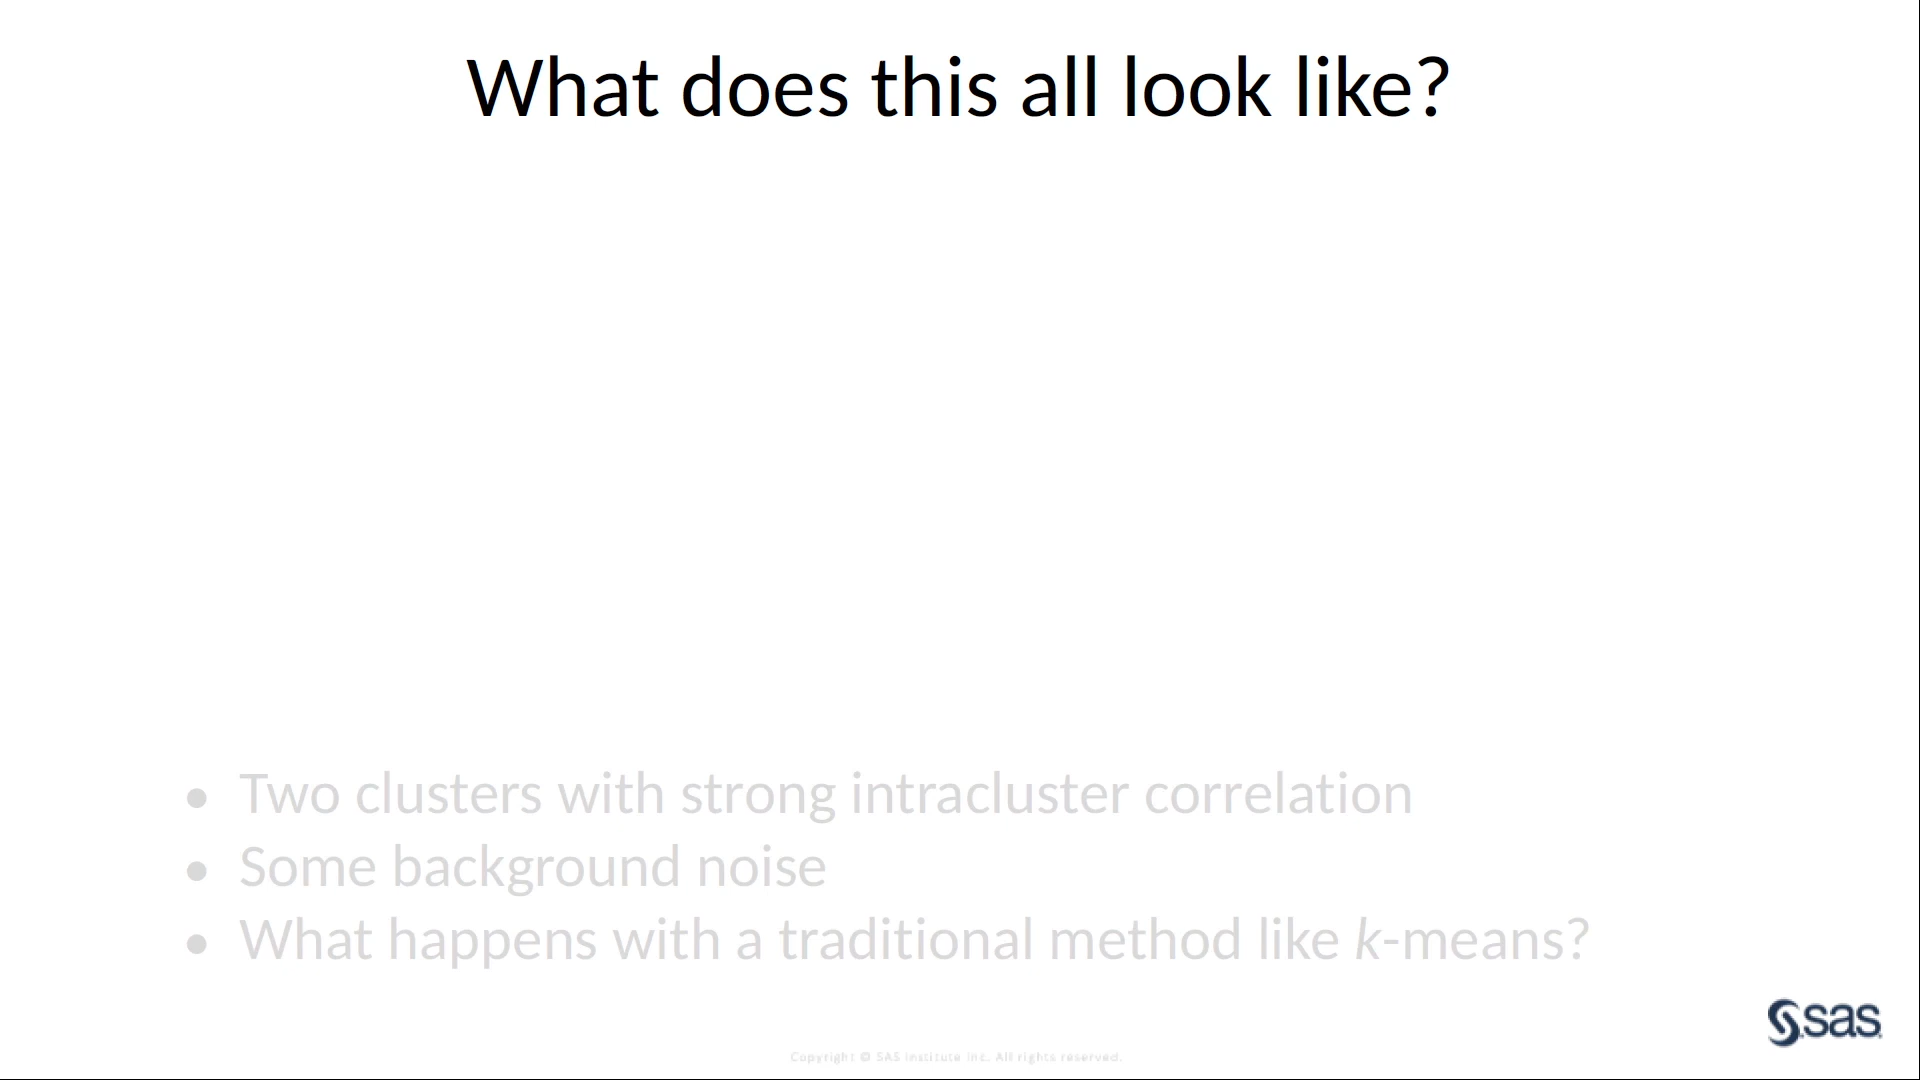 What does this all look like?
• Two clusters with strong intracluster correlation
• Some background noise
• What happens with a traditional method like k-means?
sas
Copyright © SAS Institute Inc. All rights reserved.